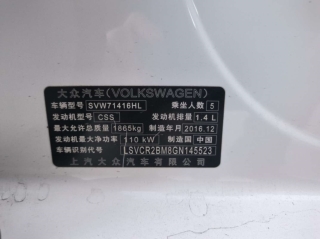 大众汽车(VOLKSWAGEN)
车辆型号 SVW71416HL 乘坐人数 5
发动机型号 CSS 发动机排量 1.4 L
最大允许总质量 1865kg 制造年月 2016.12
发动机最大净功率 110 kW 制造国 中国
车辆识别代号 LSVCR2BM8GN145523
上汽大众汽车有限公司